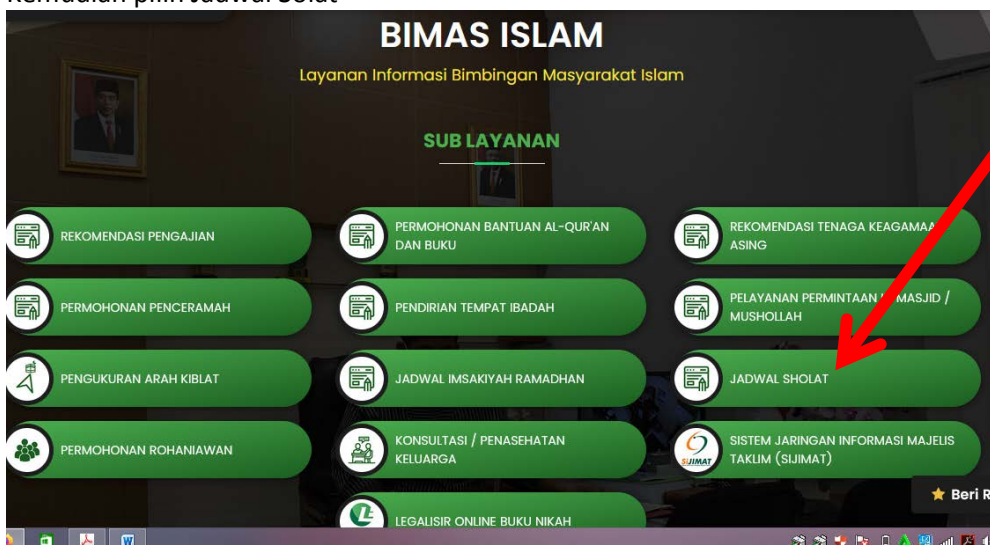 Kemudian pilih Jadwal Solat
BIMAS ISLAM
Layanan Informasi Bimbingan Masyarakat Islam
SUB LAYANAN
REKOMENDASI PENGAJIAN
PERMOHONAN BANTUAN AL-QUR'AN
DAN BUKU
REKOMENDASI TENAGA KEAGAMAA
ASING
PERMOHONAN PENCERAMAH
PENDIRIAN TEMPAT IBADAH
PELAYANAN PERMINTAAN MASJID /
MUSHOLLAH
PENGUKURAN ARAH KIBLAT
JADWAL IMSAKIYAH RAMADHAN
JADWAL SHOLAT
PERMOHONAN ROHANIAWAN
KONSULTASI / PENASEHATAN
KELUARGA
SIJIMAT
SISTEM JARINGAN INFORMASI MAJELIS
TAKLIM (SIJIMAT)
Beri R
LEGALISIR ONLINE BUKU NIKAH